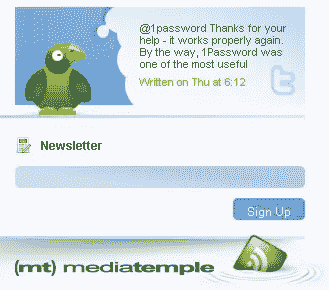 @1password Thanks for your
help - it works properly again.
By the way, 1Password was
one of the most useful
Written on Thu at 6:12
Newsletter
Sign Up
(mt) mediatemple